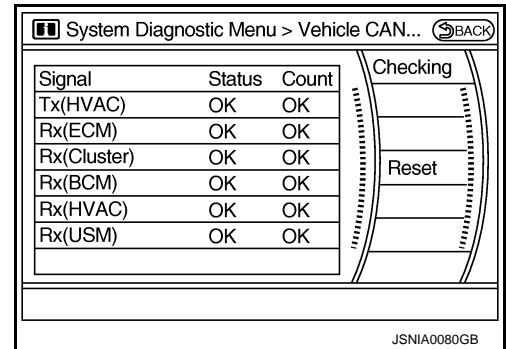 System Diagnostic Menu > Vehicle CAN... BACK
Checking
Signal Status Count
Tx(HVAC) OK OK
Rx(ECM) OK OK
Rx(Cluster) OK OK
Rx(BCM) OK OK
Rx(HVAC) OK OK
Rx(USM) OK OK
Reset
JSNIA0080GB